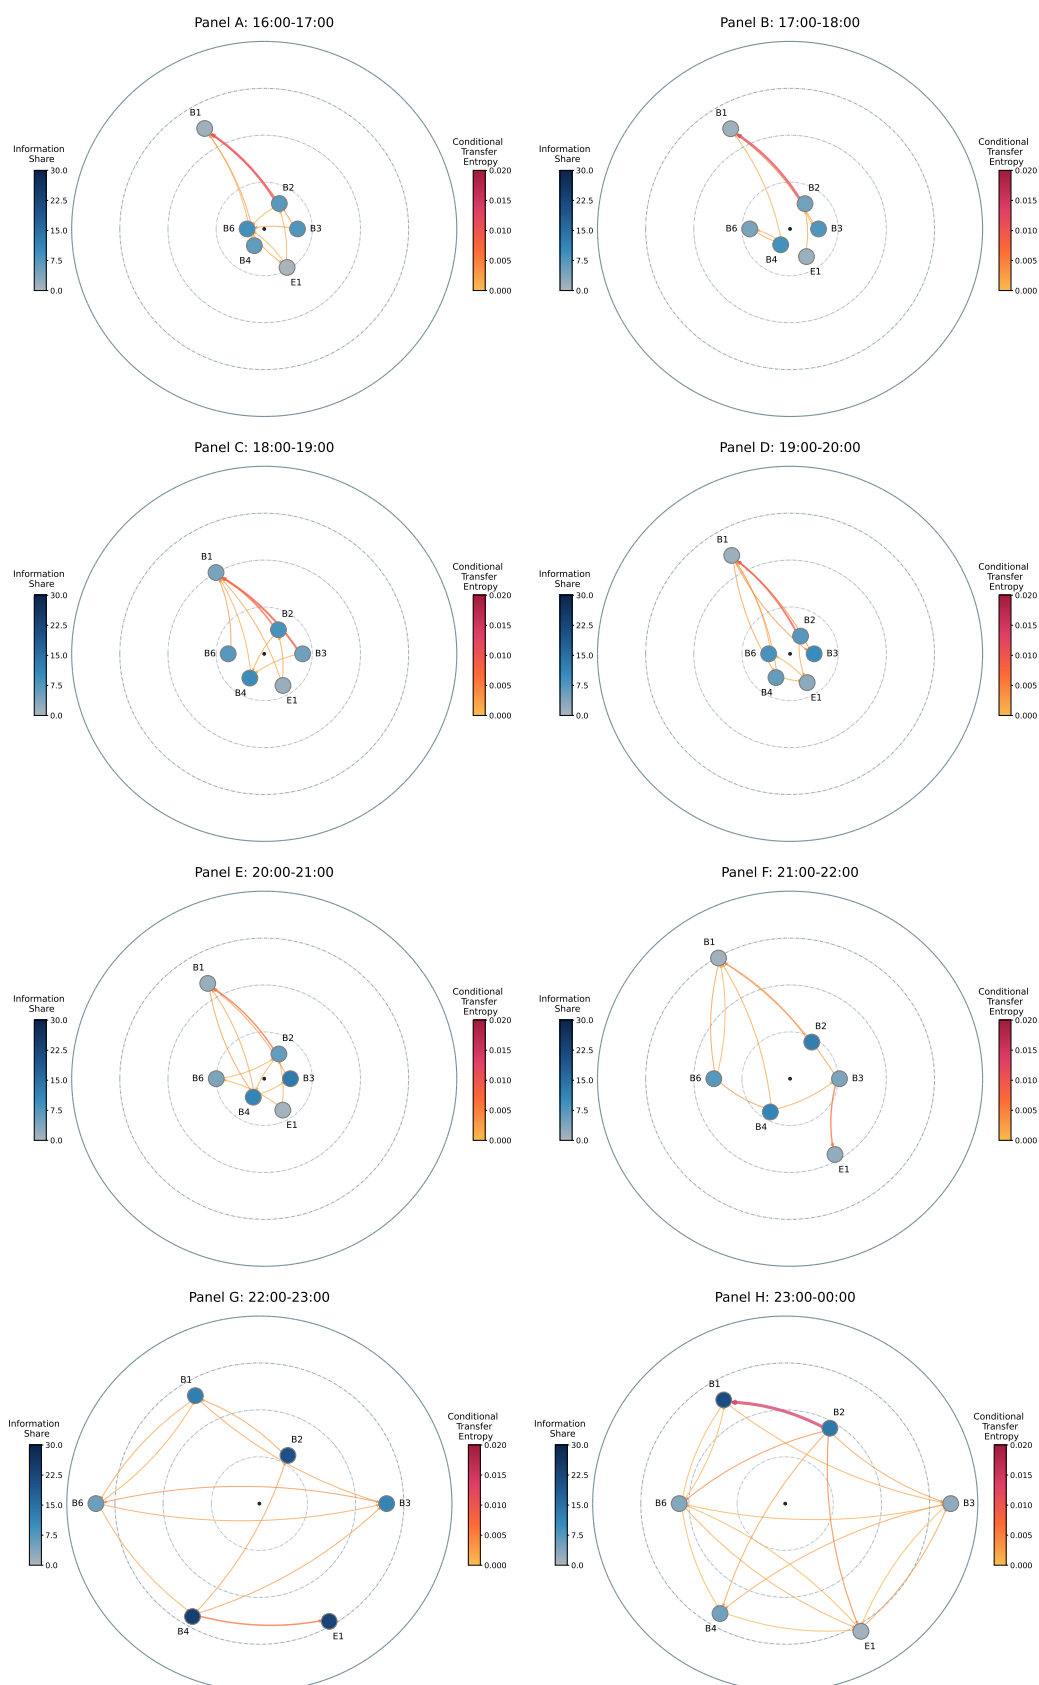 Panel A: 16:00-17:00
Information
Share
30.0
22.5
15.0
7.5
0.0
B1
B2
B6
B3
B4
E1
Conditional
Transfer
Entropy
0.020
0.015
0.010
0.005
0.000
Panel B: 17:00-18:00
Information
Share
30.0
22.5
15.0
7.5
0.0
B1
B2
B6
B3
B4
E1
Conditional
Transfer
Entropy
0.020
0.015
0.010
0.005
0.000
Panel C: 18:00-19:00
Information
Share
30.0
22.5
15.0
7.5
0.0
B1
B2
B6
B3
B4
E1
Conditional
Transfer
Entropy
0.020
0.015
0.010
0.005
0.000
Panel D: 19:00-20:00
Information
Share
30.0
22.5
15.0
7.5
0.0
B1
B2
B6
B3
B4
E1
Conditional
Transfer
Entropy
0.020
0.015
0.010
0.005
0.000
Panel E: 20:00-21:00
Information
Share
30.0
22.5
15.0
7.5
0.0
B1
B2
B6
B3
B4
E1
Conditional
Transfer
Entropy
0.020
0.015
0.010
0.005
0.000
Panel F: 21:00-22:00
Information
Share
30.0
22.5
15.0
7.5
0.0
B1
B2
B6
B3
B4
E1
Conditional
Transfer
Entropy
0.020
0.015
0.010
0.005
0.000
Panel G: 22:00-23:00
Information
Share
30.0
22.5
15.0
7.5
0.0
B1
B2
B6
B3
B4
E1
Conditional
Transfer
Entropy
0.020
0.015
0.010
0.005
0.000
Panel H: 23:00-00:00
Information
Share
30.0
22.5
15.0
7.5
0.0
B1
B2
B6
B3
B4
E1
Conditional
Transfer
Entropy
0.020
0.015
0.010
0.005
0.000